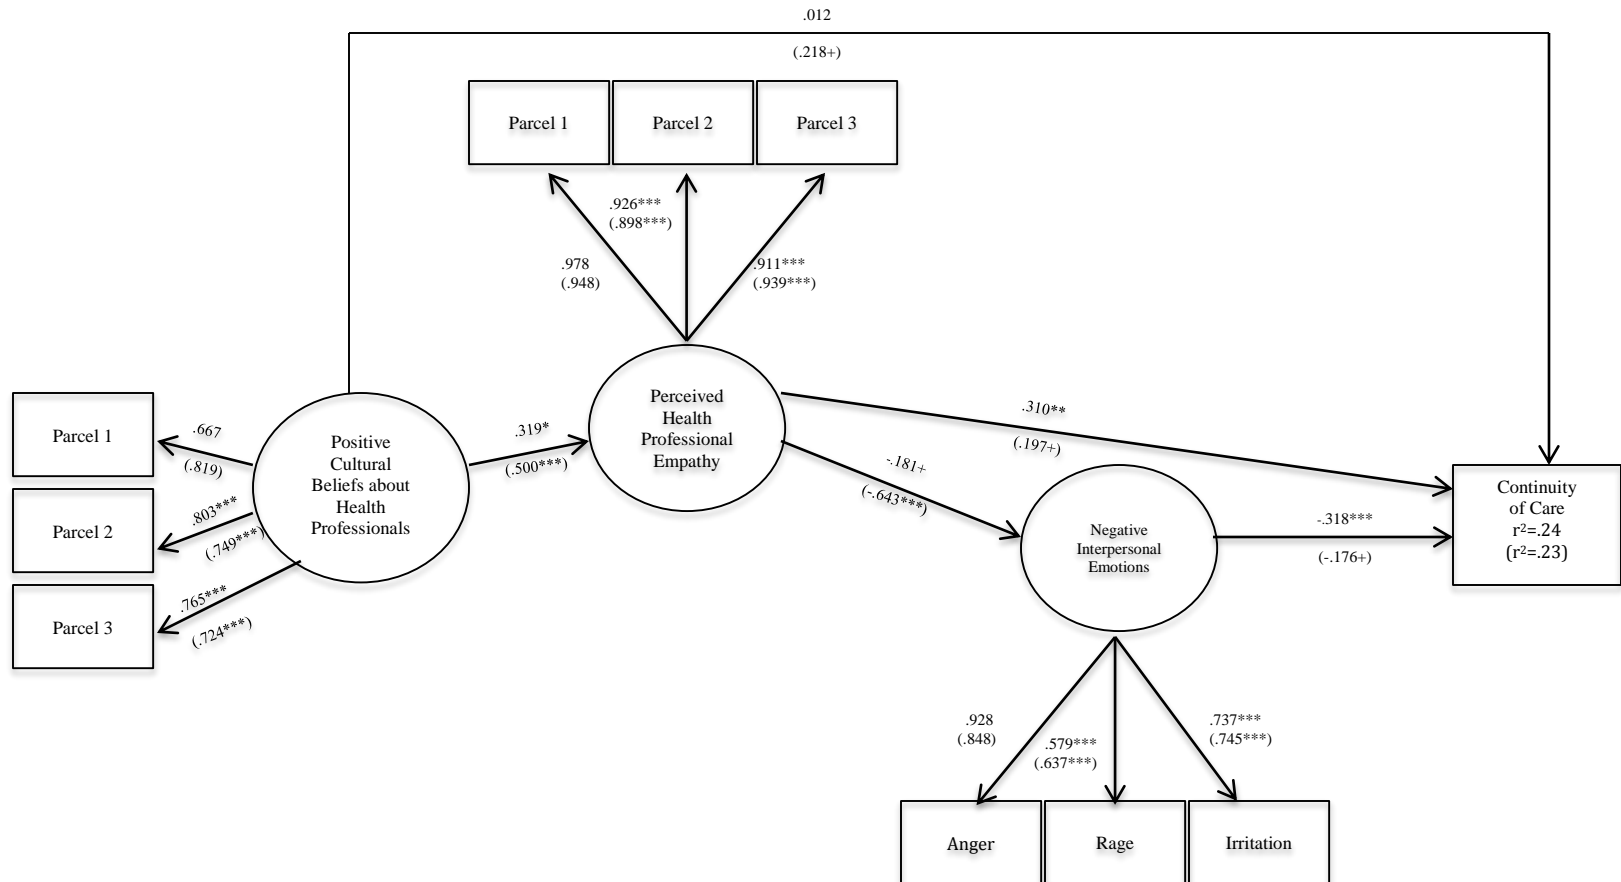 .012
(.218+)
Parcel 1
Parcel 2
Parcel 3
.926***
(.898***)
.978
(.948)
.911***
(.939***)
Perceived
Health
Professional
Empathy
Positive
Cultural
Beliefs about
Health
Professionals
Parcel 1
Parcel 2
Parcel 3
.667
(.819)
.803***
(.749***)
.765***
(.724***)
.319*
(.500***)
.310**
(.197+)
-.181+
(-.643***)
Negative
Interpersonal
Emotions
-.318***
(-.176+)
Continuity
of Care
r²=.24
(r²=.23)
.928
(.848)
.579***
(.637***)
.737***
(.745***)
Anger
Rage
Irritation